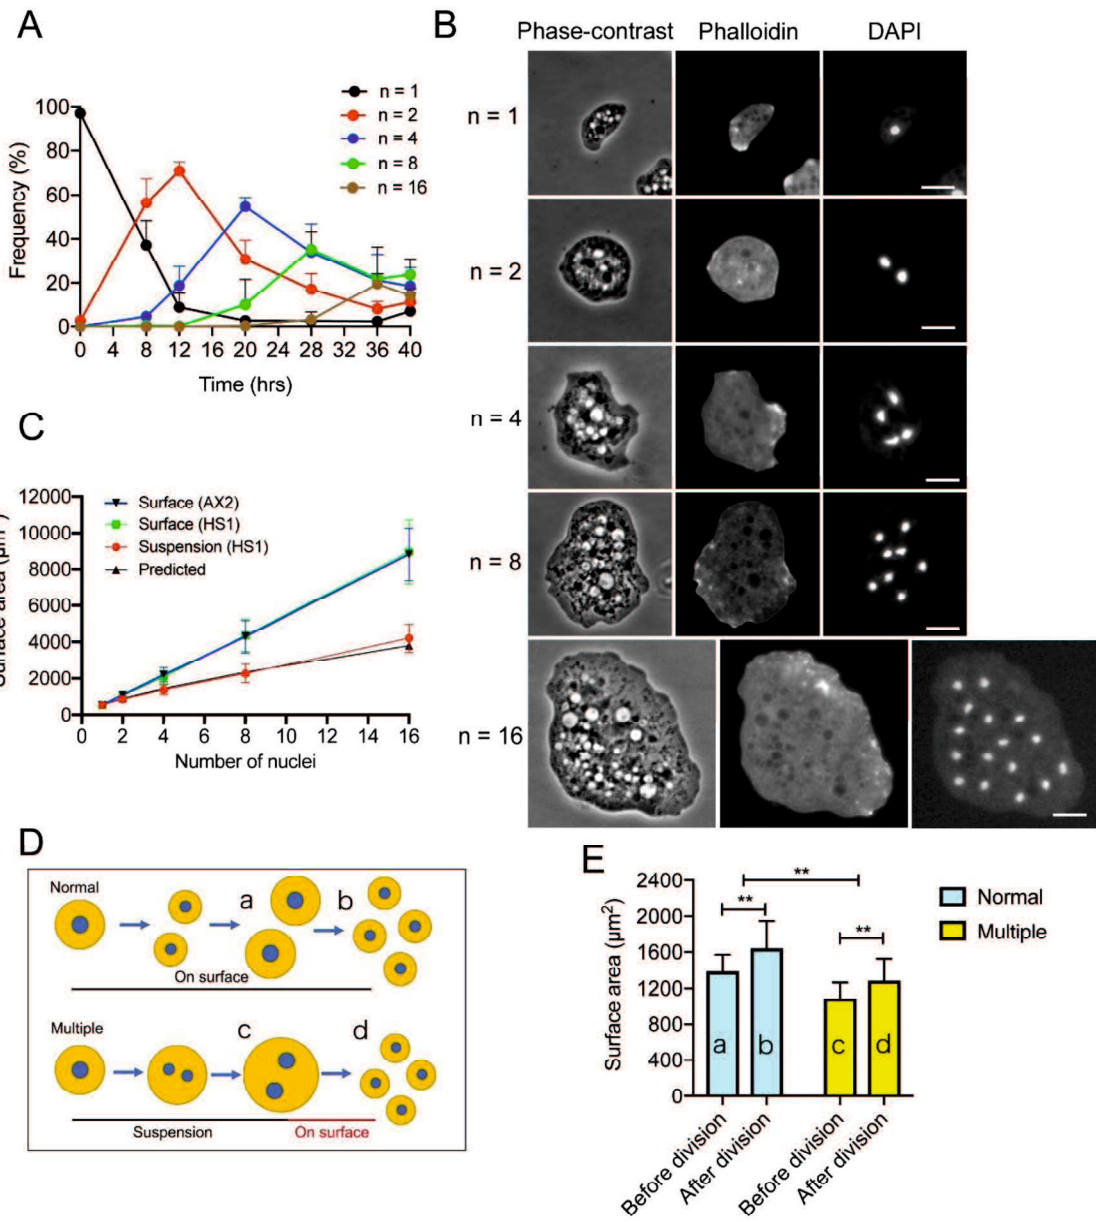 A
Frequency (%)
100
80
60
40
20
0
0 4 8 12 16 20 24 28 32 36 40
Time (hrs)
n = 1
n = 2
n = 4
n = 8
n = 16
B
Phase-contrast Phalloidin DAPI
n = 1
n = 2
n = 4
n = 8
n = 16
C
12000
10000
8000
6000
4000
2000
0
0 2 4 6 8 10 12 14 16
Number of nuclei
Surface (AX2)
Surface (HS1)
Suspension (HS1)
Predicted
D
Normal
a b
On surface
Multiple
c d
Suspension On surface
E
Surface area (µm²)
2400
2000
1600
1200
800
400
0
**
** **
a b c d
Before division
After division
Before division
After division
Normal
Multiple